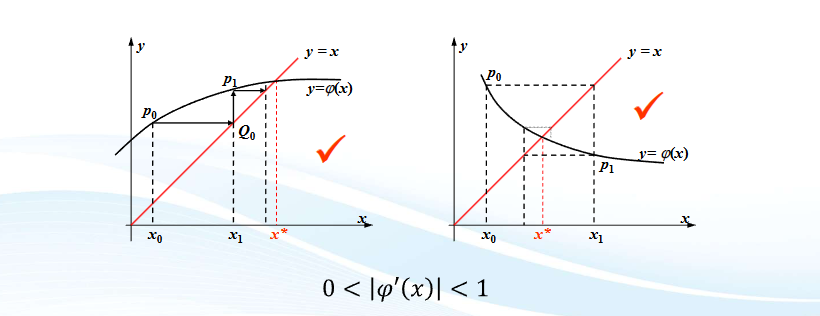 y
y = x
p₁
y=φ(x)
p₀
Q₀
x
x₀
x₁
x*
y
y = x
p₀
y= φ(x)
p₁
x
x₀
x*
x₁
0 < |φ′(x)| < 1